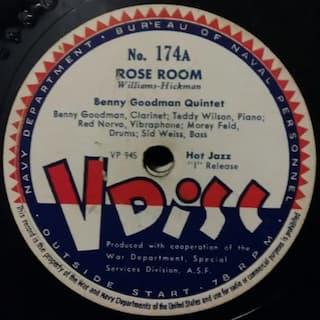 NAVY DEPARTMENT · BUREAU OF NAVAL PERSONNEL
No. 174A
ROSE ROOM
Williams-Hickman
Benny Goodman Quintet
Benny Goodman, Clarinet; Teddy Wilson, Piano;
Red Norvo, Vibraphone; Morey Feld,
Drums; Sid Weiss, Bass
VP 945
Hot Jazz
"I" Release
V Disc
Produced with cooperation of the
War Department, Special
Services Division, A.S.F.
OUTSIDE START · 78 RPM
This record is the property of the War and Navy Departments of the United States and use for sale or commercial purposes is prohibited